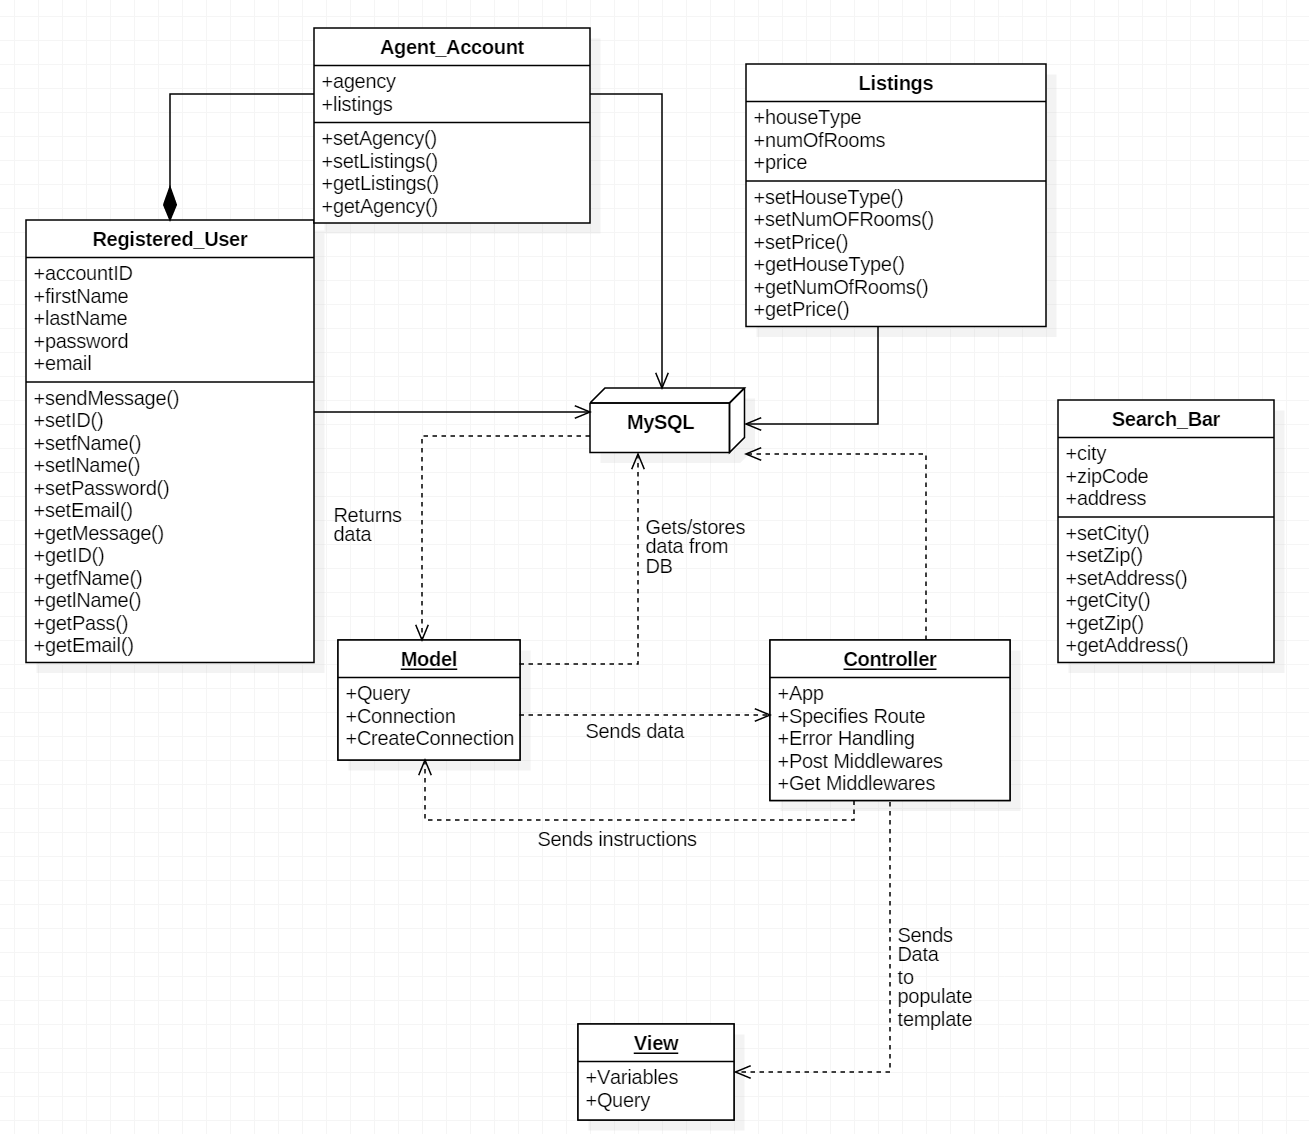 Agent_Account
+agency
+listings
+setAgency()
+setListings()
+getListings()
+getAgency()
Listings
+houseType
+numOfRooms
+price
+setHouseType()
+setNumOFRooms()
+setPrice()
+getHouseType()
+getNumOfRooms()
+getPrice()
Registered_User
+accountID
+firstName
+lastName
+password
+email
+sendMessage()
+setID()
+setfName()
+setlName()
+setPassword()
+setEmail()
+getMessage()
+getID()
+getfName()
+getlName()
+getPass()
+getEmail()
MySQL
Search_Bar
+city
+zipCode
+address
+setCity()
+setZip()
+setAddress()
+getCity()
+getZip()
+getAddress()
Returns
data
Gets/stores
data from
DB
Model
+Query
+Connection
+CreateConnection
Sends data
Controller
+App
+Specifies Route
+Error Handling
+Post Middlewares
+Get Middlewares
Sends instructions
Sends
Data
to
populate
template
View
+Variables
+Query